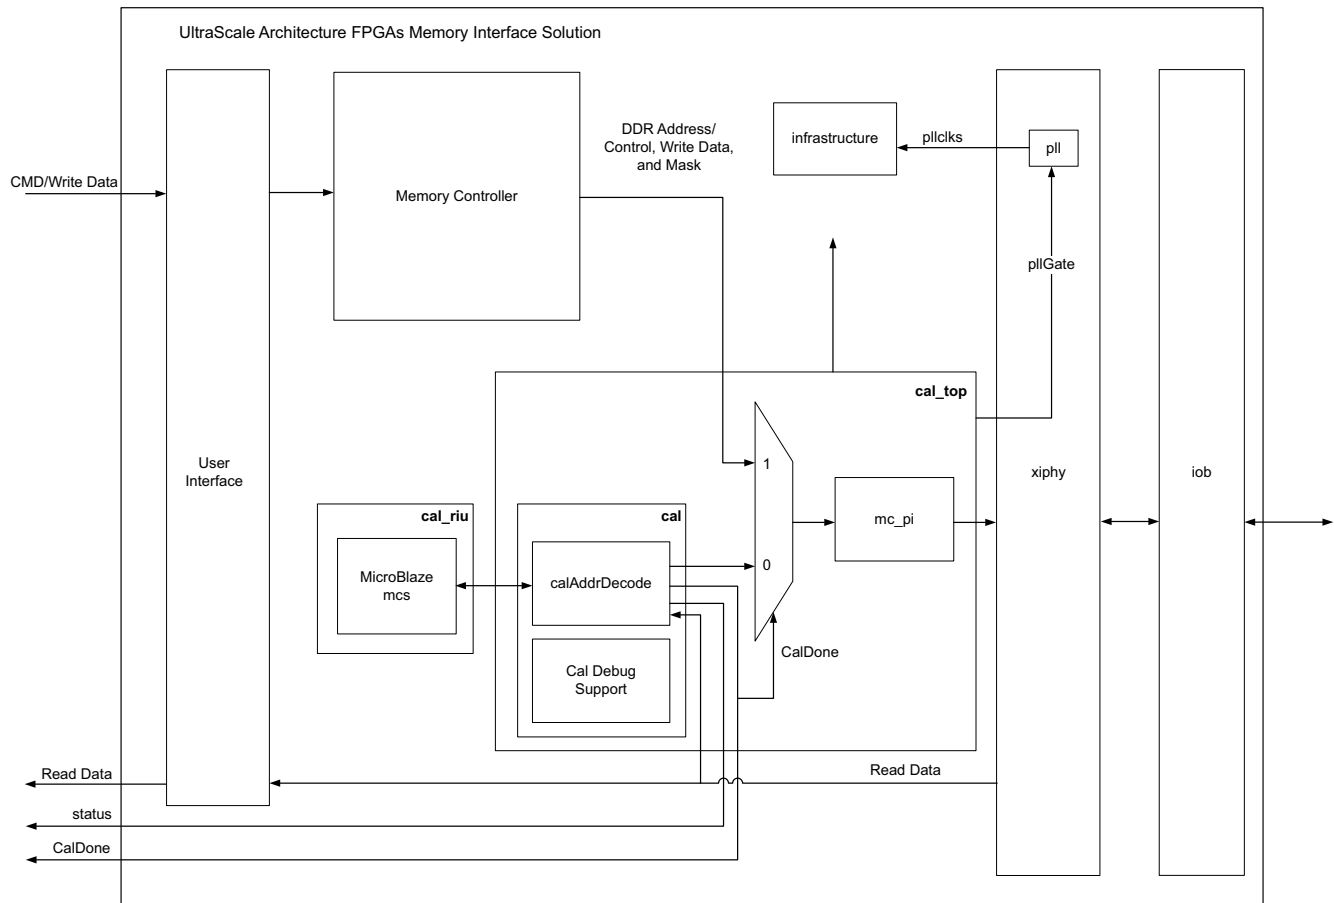 UltraScale Architecture FPGAs Memory Interface Solution
DDR Address/
Control, Write Data,
and Mask
infrastructure
pllclks
pll
CMD/Write Data
Memory Controller
pllGate
cal_top
User
Interface
1
xiphy
iob
cal_riu
cal
mc_pi
MicroBlaze
mcs
calAddrDecode
0
CalDone
Cal Debug
Support
Read Data
Read Data
status
CalDone